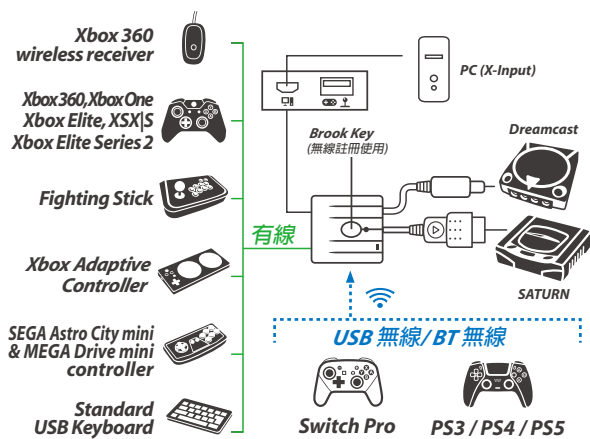 Xbox 360
wireless receiver
Xbox360,XboxOne
Xbox Elite, XSX|S
Xbox Elite Series 2
Fighting Stick
Xbox Adaptive
Controller
SEGA Astro City mini
& MEGA Drive mini
controller
Standard
USB Keyboard
有線
PC (X-Input)
Brook Key
(無線註冊使用)
Dreamcast
SATURN
USB 無線/ BT 無線
Switch Pro
PS3 / PS4 / PS5